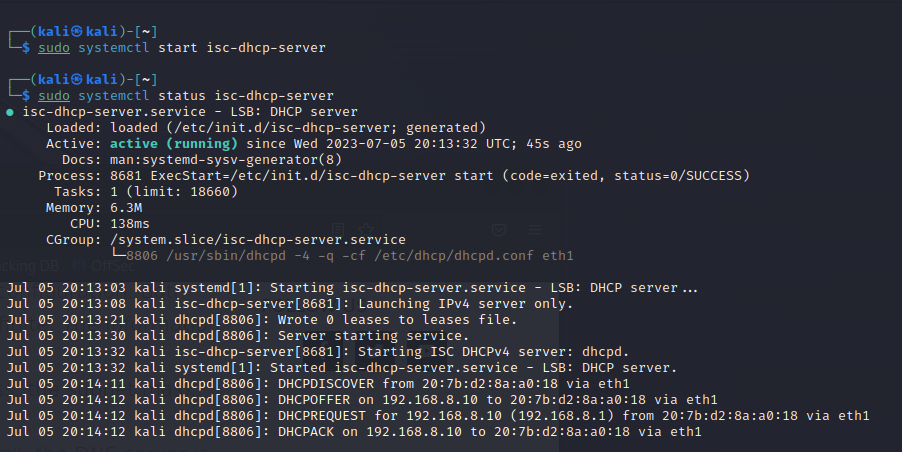 ┌──(kali㉿kali)-[~]
└─$ sudo systemctl start isc-dhcp-server
┌──(kali㉿kali)-[~]
└─$ sudo systemctl status isc-dhcp-server
● isc-dhcp-server.service - LSB: DHCP server
Loaded: loaded (/etc/init.d/isc-dhcp-server; generated)
Active: active (running) since Wed 2023-07-05 20:13:32 UTC; 45s ago
Docs: man:systemd-sysv-generator(8)
Process: 8681 ExecStart=/etc/init.d/isc-dhcp-server start (code=exited, status=0/SUCCESS)
Tasks: 1 (limit: 18660)
Memory: 6.3M
CPU: 138ms
CGroup: /system.slice/isc-dhcp-server.service
└─8806 /usr/sbin/dhcpd -4 -q -cf /etc/dhcp/dhcpd.conf eth1
cking DB OffSec
Jul 05 20:13:03 kali systemd[1]: Starting isc-dhcp-server.service - LSB: DHCP server...
Jul 05 20:13:08 kali isc-dhcp-server[8681]: Launching IPv4 server only.
Jul 05 20:13:21 kali dhcpd[8806]: Wrote 0 leases to leases file.
Jul 05 20:13:30 kali dhcpd[8806]: Server starting service.
Jul 05 20:13:32 kali isc-dhcp-server[8681]: Starting ISC DHCPv4 server: dhcpd.
Jul 05 20:13:32 kali systemd[1]: Started isc-dhcp-server.service - LSB: DHCP server.
Jul 05 20:14:11 kali dhcpd[8806]: DHCPDISCOVER from 20:7b:d2:8a:a0:18 via eth1
Jul 05 20:14:12 kali dhcpd[8806]: DHCPOFFER on 192.168.8.10 to 20:7b:d2:8a:a0:18 via eth1
Jul 05 20:14:12 kali dhcpd[8806]: DHCPREQUEST for 192.168.8.10 (192.168.8.1) from 20:7b:d2:8a:a0:18 via eth1
Jul 05 20:14:12 kali dhcpd[8806]: DHCPACK on 192.168.8.10 to 20:7b:d2:8a:a0:18 via eth1